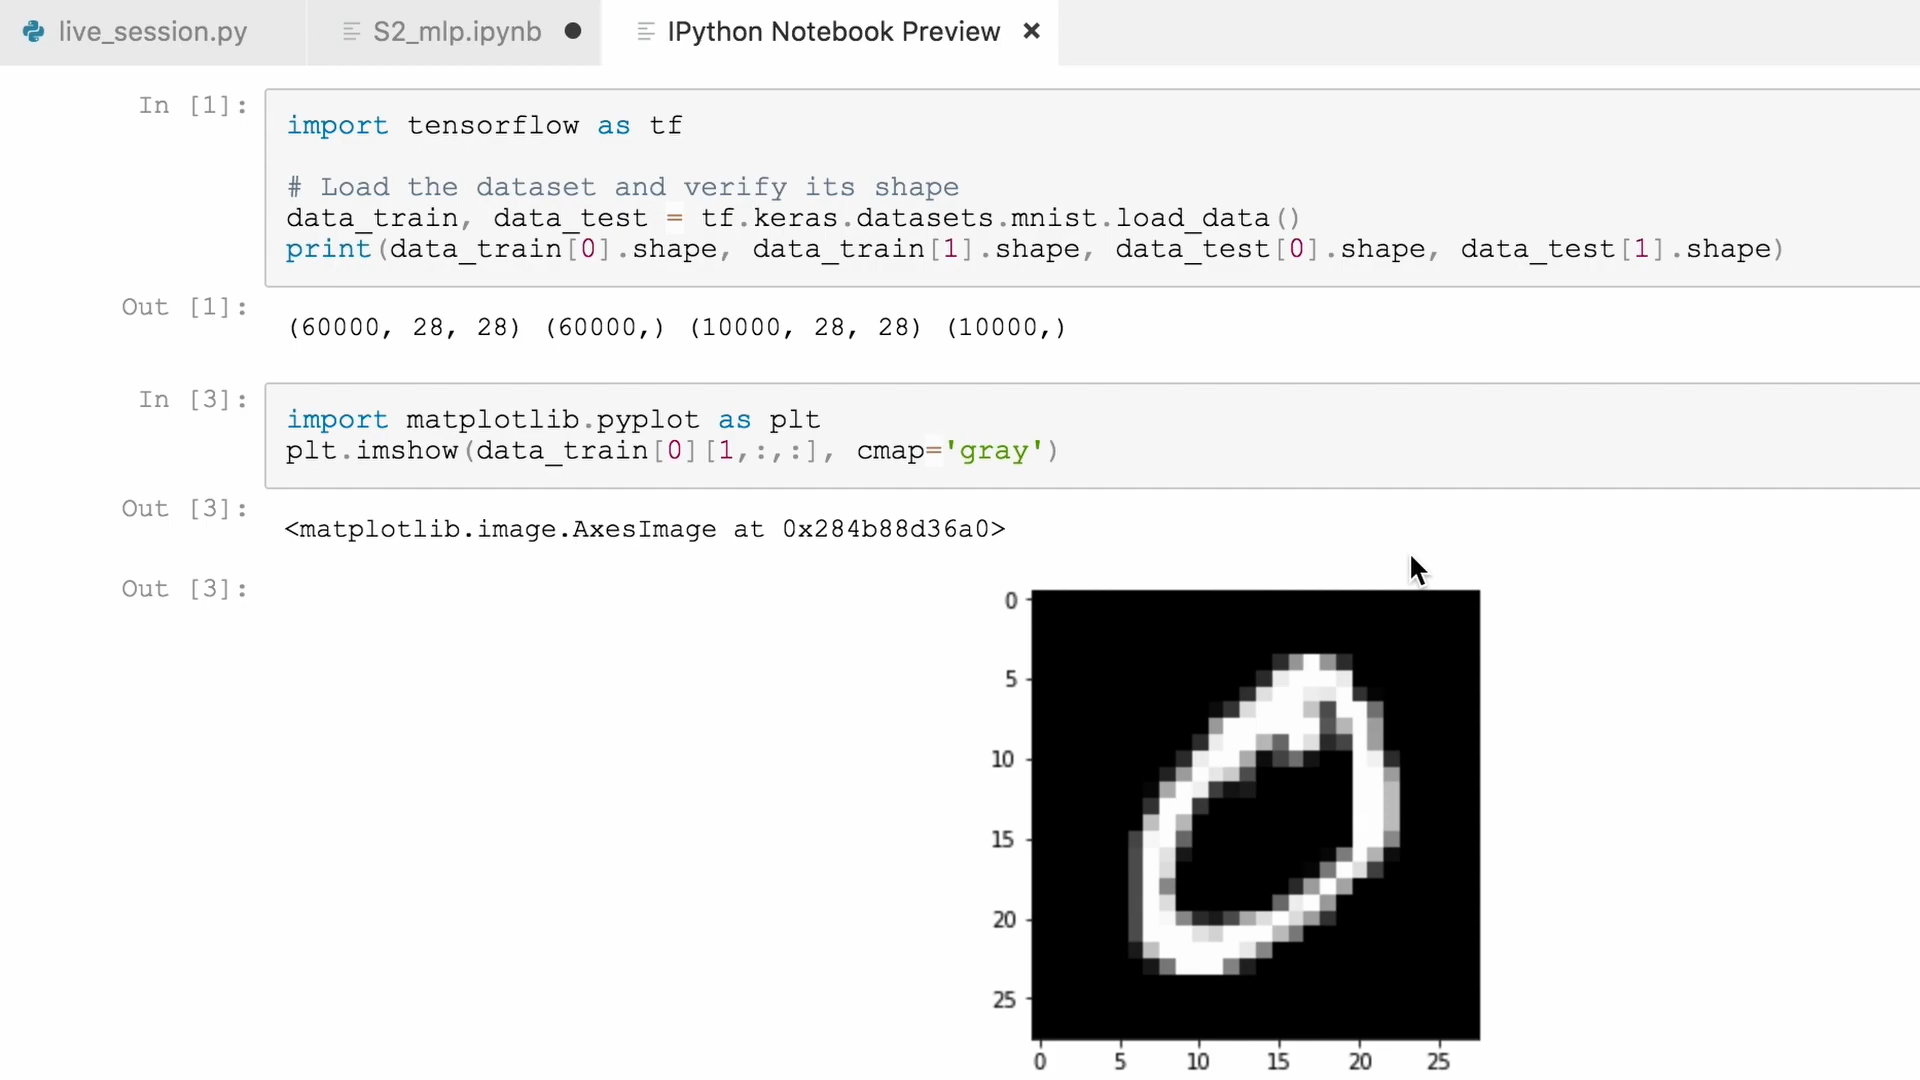 live_session.py
S2_mlp.ipynb
IPython Notebook Preview
In [1]:
import tensorflow as tf
# Load the dataset and verify its shape
data_train, data_test = tf.keras.datasets.mnist.load_data()
print(data_train[0].shape, data_train[1].shape, data_test[0].shape, data_test[1].shape)
Out [1]:
(60000, 28, 28) (60000,) (10000, 28, 28) (10000,)
In [3]:
import matplotlib.pyplot as plt
plt.imshow(data_train[0][1,:,:], cmap='gray')
Out [3]:
<matplotlib.image.AxesImage at 0x284b88d36a0>
Out [3]:
0
5
10
15
20
25
0 5 10 15 20 25